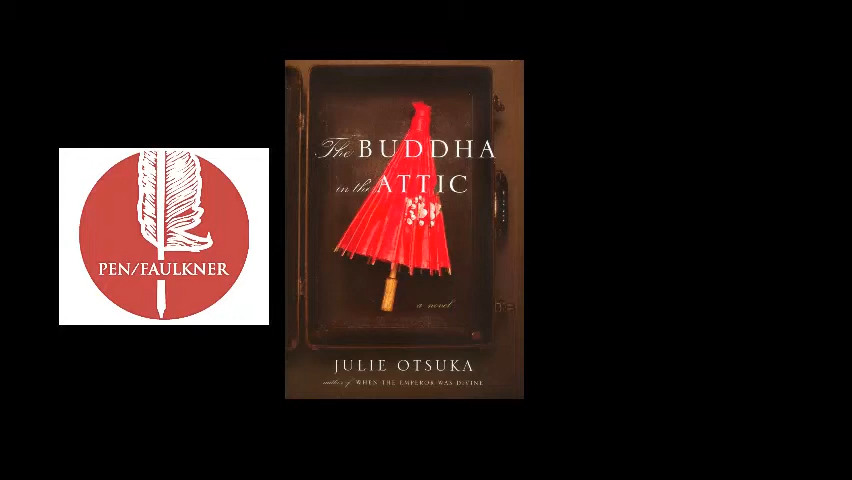 PEN/FAULKNER
The BUDDHA
in the ATTIC
a novel
JULIE OTSUKA
author of WHEN THE EMPEROR WAS DIVINE